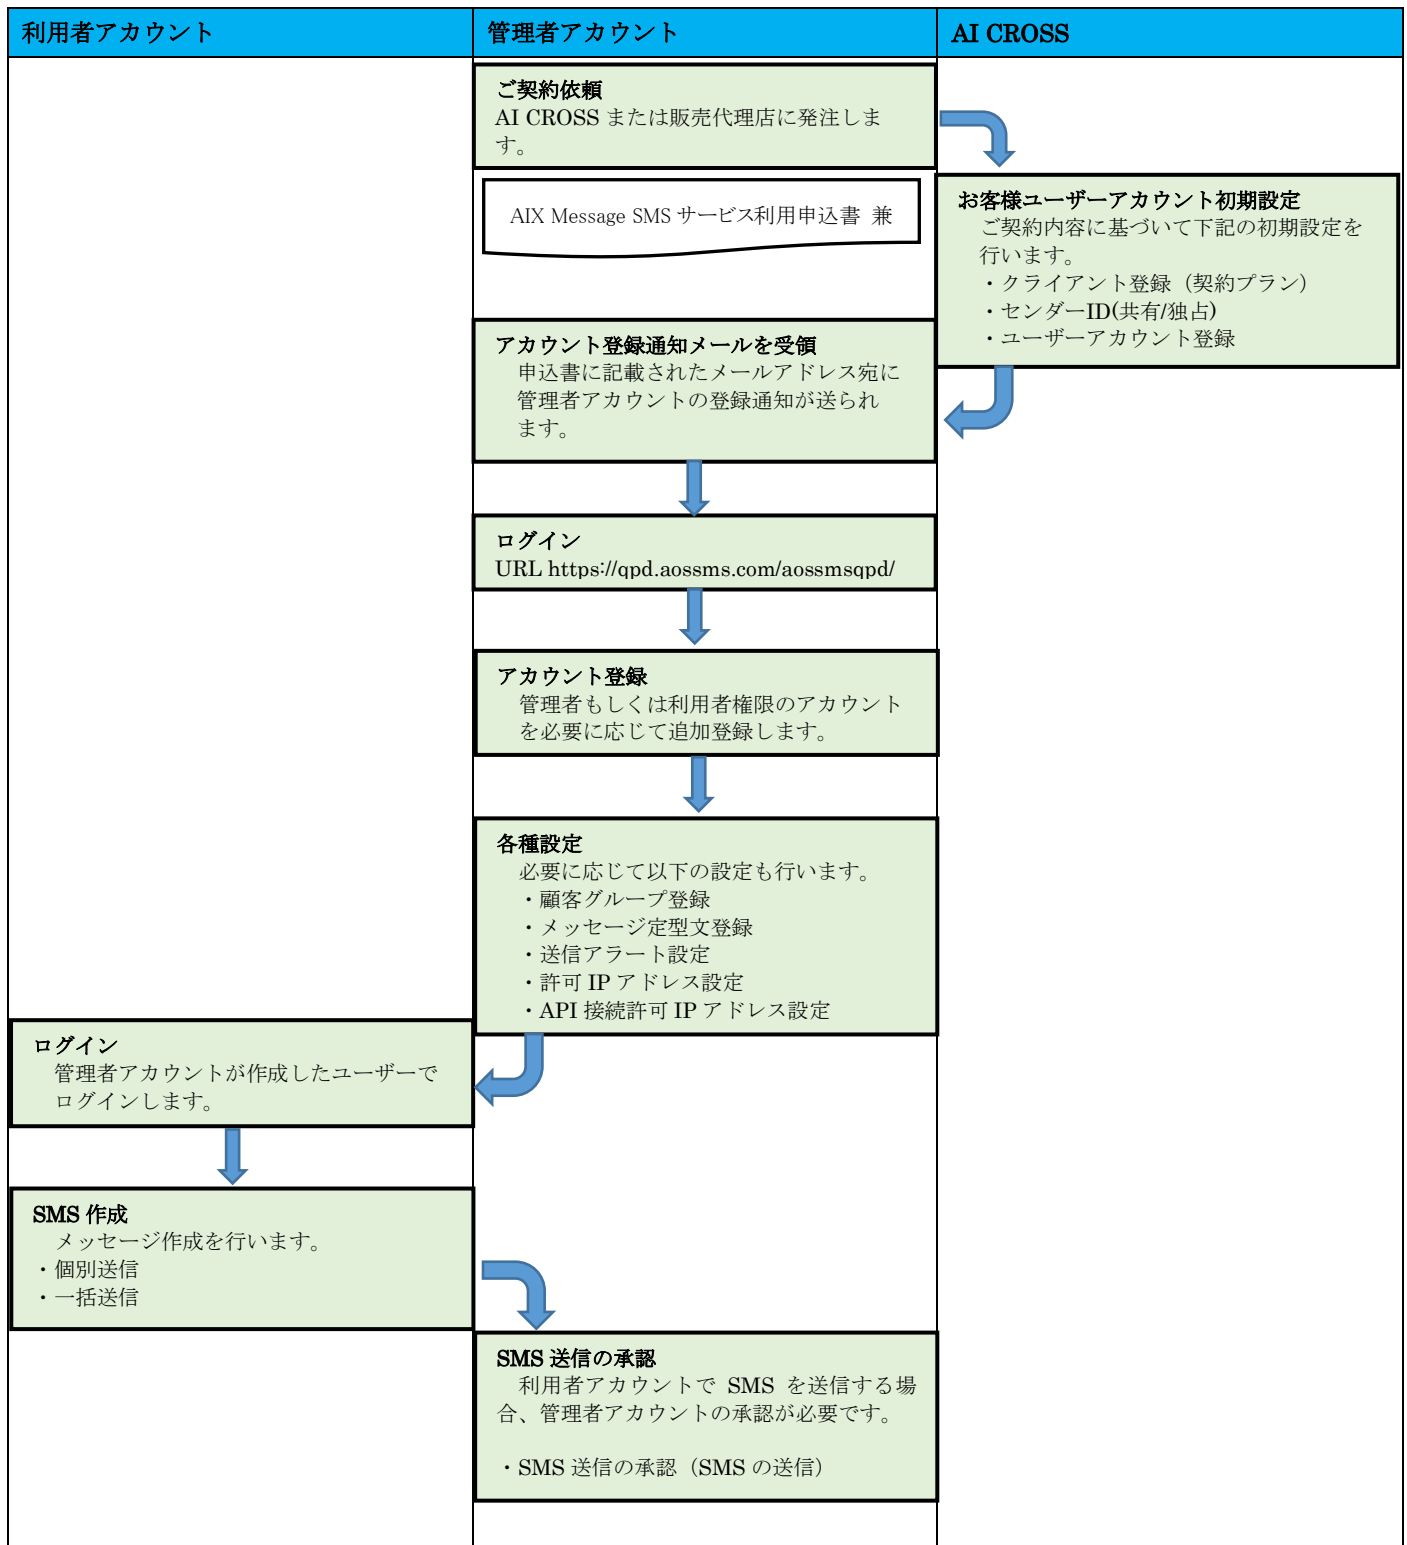 利用者アカウント
管理者アカウント
AI CROSS
ご契約依頼
AI CROSS または販売代理店に発注しま
す。
AIX Message SMS サービス利用申込書 兼
お客様ユーザーアカウント初期設定
ご契約内容に基づいて下記の初期設定を
行います。
・クライアント登録（契約プラン）
・センダーID(共有/独占)
・ユーザーアカウント登録
アカウント登録通知メールを受領
申込書に記載されたメールアドレス宛に
管理者アカウントの登録通知が送られ
ます。
ログイン
URL https://qpd.aossms.com/aossmsqpd/
アカウント登録
管理者もしくは利用者権限のアカウント
を必要に応じて追加登録します。
各種設定
必要に応じて以下の設定も行います。
・顧客グループ登録
・メッセージ定型文登録
・送信アラート設定
・許可 IP アドレス設定
・API 接続許可 IP アドレス設定
ログイン
管理者アカウントが作成したユーザーで
ログインします。
SMS 作成
メッセージ作成を行います。
・個別送信
・一括送信
SMS 送信の承認
利用者アカウントで SMS を送信する場
合、管理者アカウントの承認が必要です。
・SMS 送信の承認（SMS の送信）